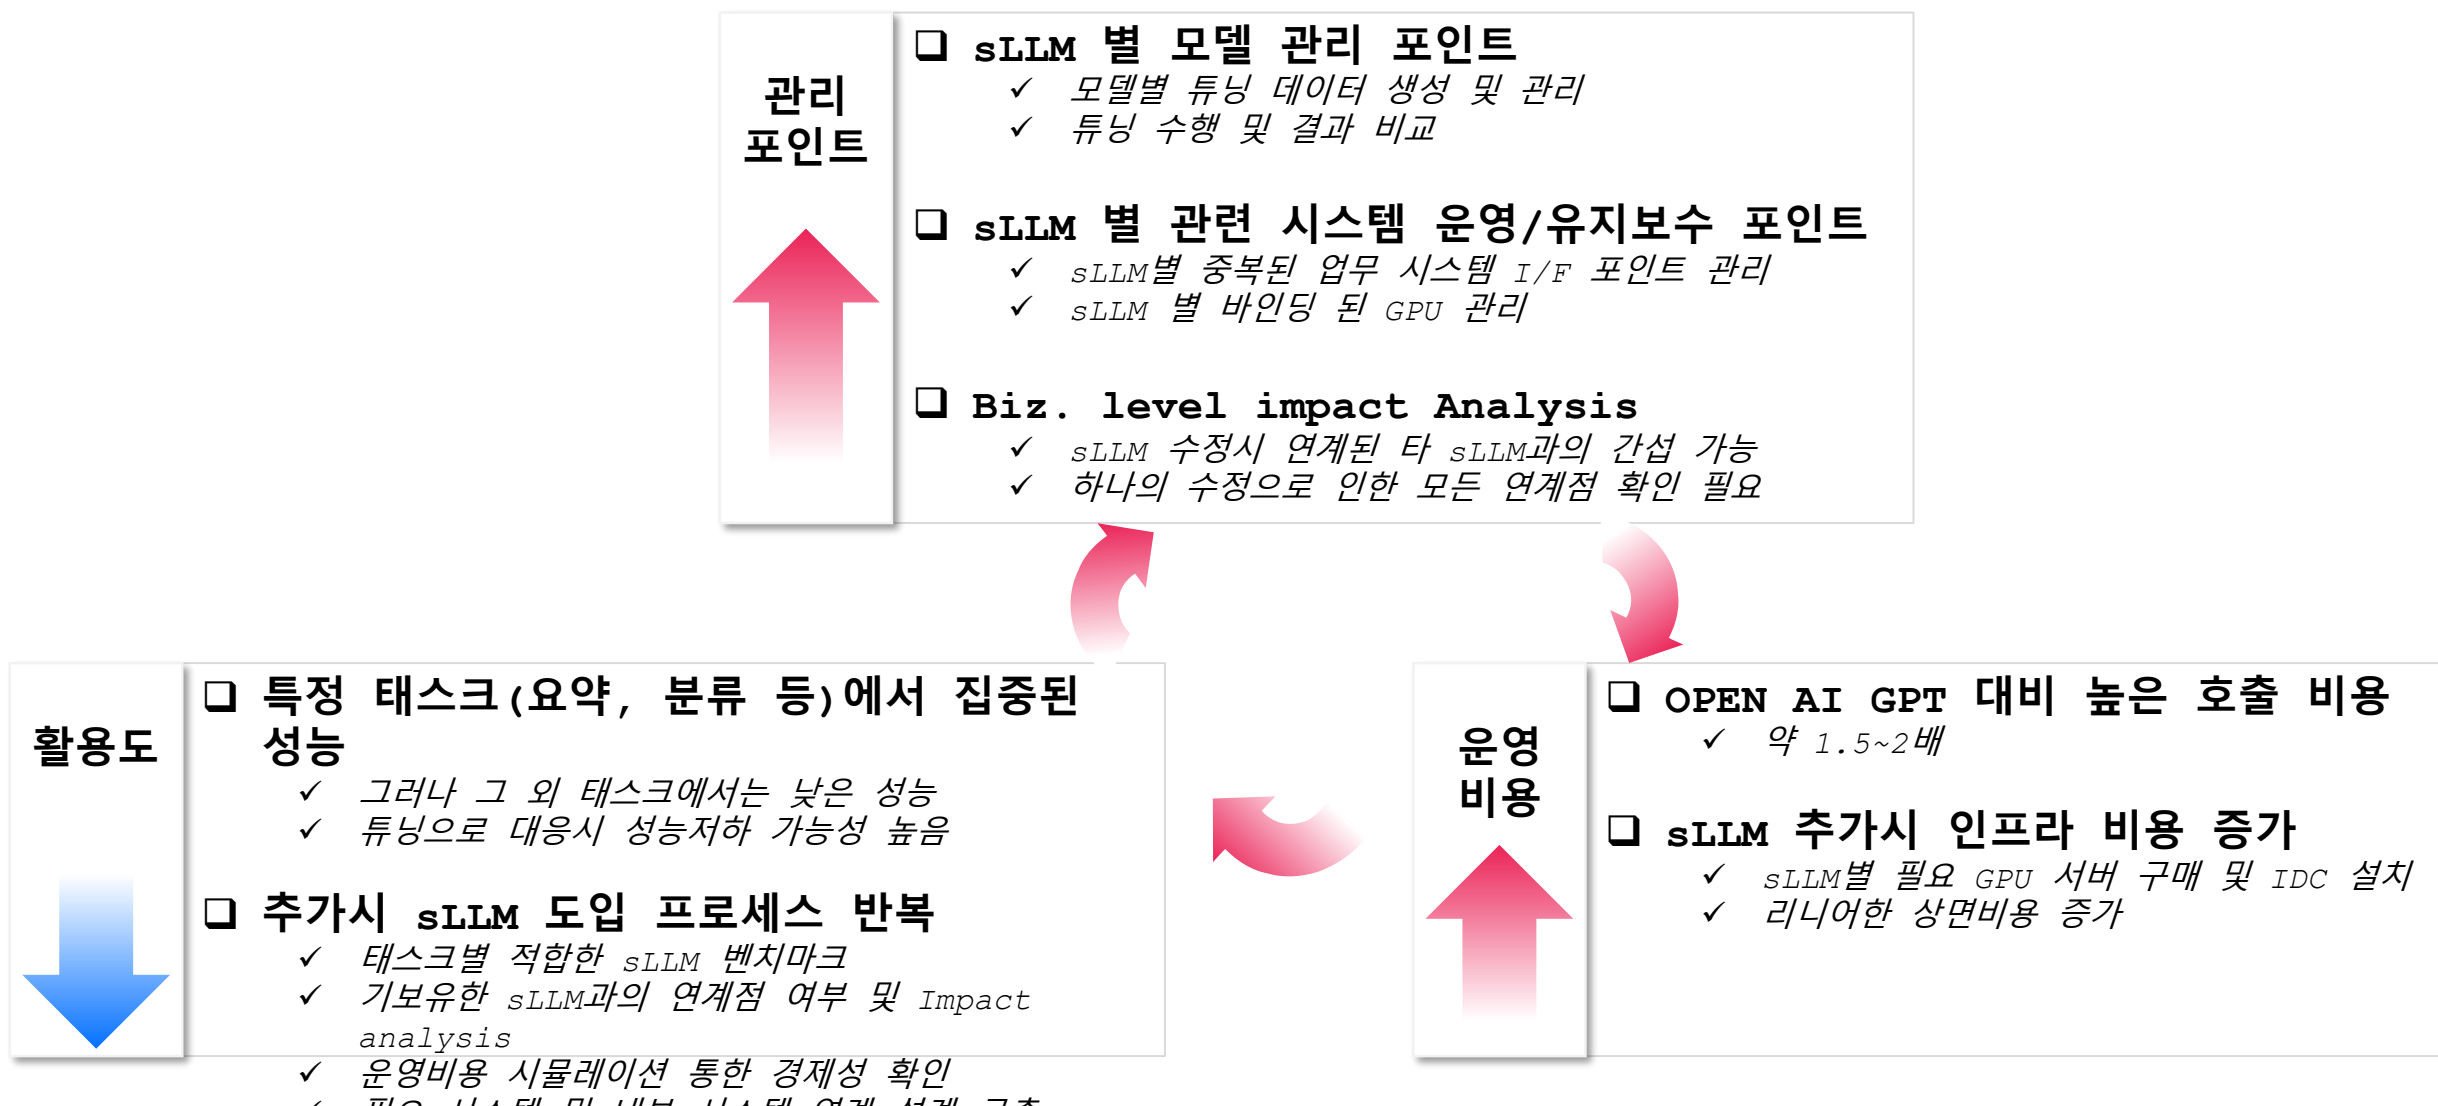 관리
포인트
sLLM 별 모델 관리 포인트
모델별 튜닝 데이터 생성 및 관리
튜닝 수행 및 결과 비교
sLLM 별 관련 시스템 운영/유지보수 포인트
sLLM별 중복된 업무 시스템 I/F 포인트 관리
sLLM 별 바인딩 된 GPU 관리
Biz. level impact Analysis
sLLM 수정시 연계된 타 sLLM과의 간섭 가능
하나의 수정으로 인한 모든 연계점 확인 필요
활용도
특정 태스크(요약, 분류 등)에서 집중된
성능
그러나 그 외 태스크에서는 낮은 성능
튜닝으로 대응시 성능저하 가능성 높음
추가시 sLLM 도입 프로세스 반복
태스크별 적합한 sLLM 벤치마크
기보유한 sLLM과의 연계점 여부 및 Impact
analysis
운영비용 시뮬레이션 통한 경제성 확인
운영
비용
OPEN AI GPT 대비 높은 호출 비용
약 1.5~2배
sLLM 추가시 인프라 비용 증가
sLLM별 필요 GPU 서버 구매 및 IDC 설치
리니어한 상면비용 증가